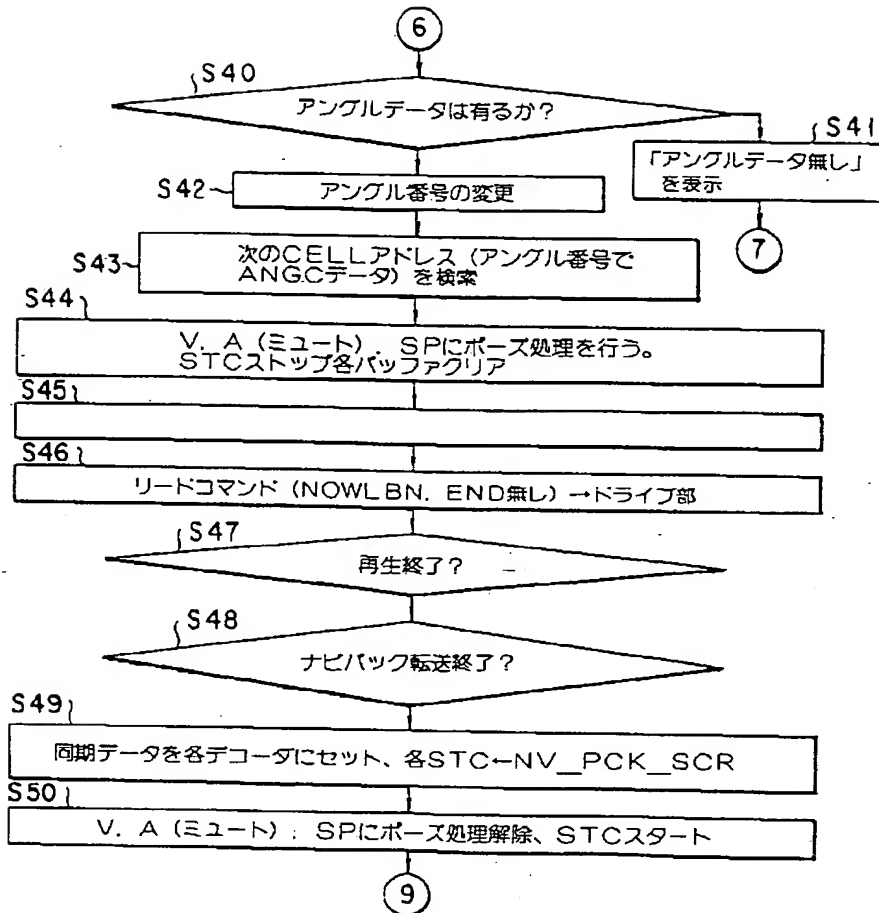 6
S40
アングルデータは有るか？
S41
「アングルデータ無し」
を表示
7
S42
アングル番号の変更
S43
次のCELLアドレス（アングル番号で
ANGCデータ）を検索
S44
V. A（ミュート）. SPにポーズ処理を行う。
STCストップ各バッファクリア
S45
S46
リードコマンド（NOWLBN. END無し）→ドライブ部
S47
再生終了？
S48
ナビパック転送終了？
S49
同期データを各デコーダにセット、各STC←NV_PCK_SCR
S50
V. A（ミュート）. SPにポーズ処理解除、STCスタート
9